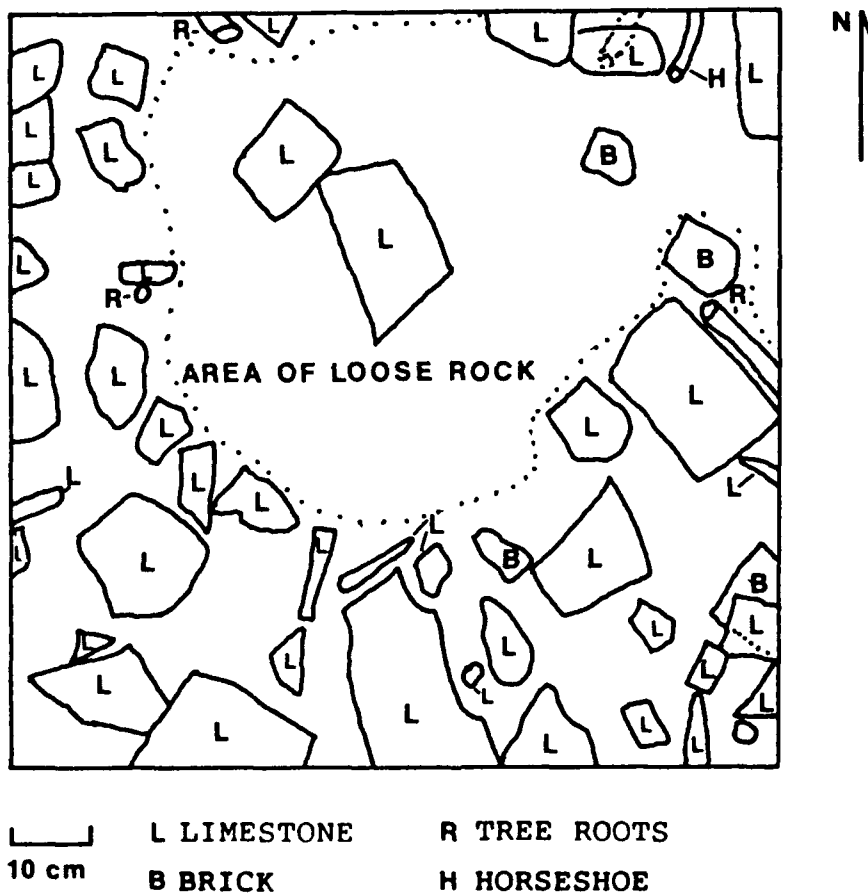 R L L L H L N
L L
L L B
L L
L B
R R
AREA OF LOOSE ROCK
L L L
L L
L L L L
L L
L L B L B
L L L
L L L L L
L L L L L L
10 cm
L LIMESTONE R TREE ROOTS
B BRICK H HORSESHOE